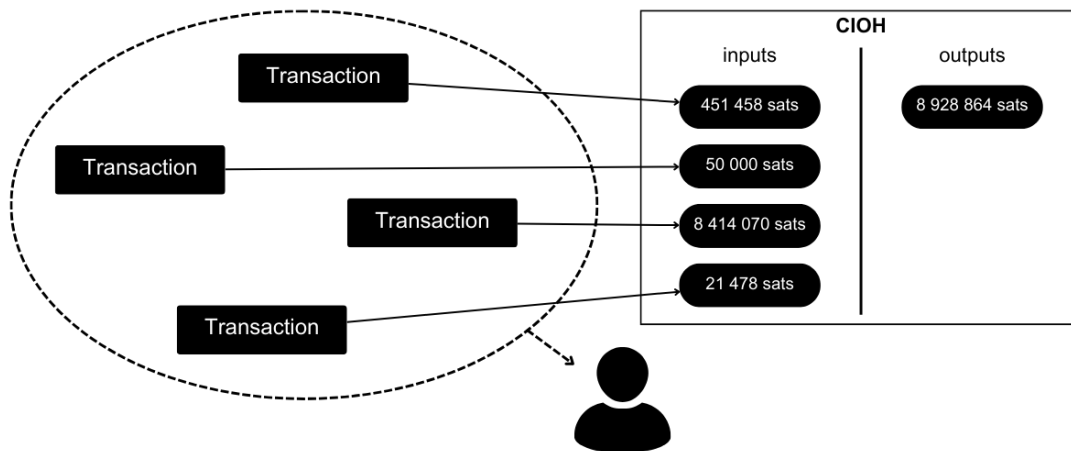 CIOH
inputs
outputs
Transaction
451 458 sats
8 928 864 sats
Transaction
50 000 sats
Transaction
8 414 070 sats
Transaction
21 478 sats